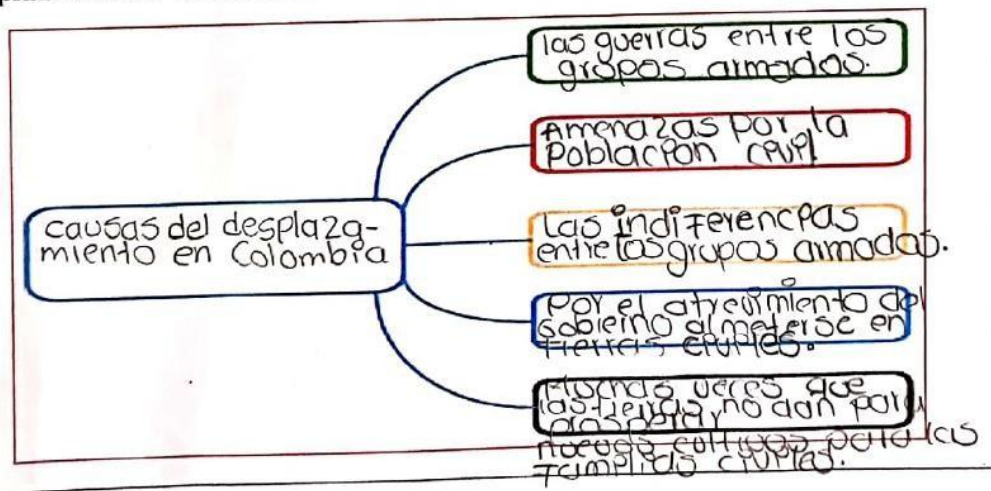 causas del desplaza-
miento en Colombia
las guerras entre los
grupos armados.
Amenazas por la
Población civil
Las indiferencias
entre los grupos armados.
Por el atrevimiento del
gobierno al meterse en
tierras civiles.
Muchas veces que
las tierras no dan para
prosperar
nuevos cultivos para las
familias civiles.